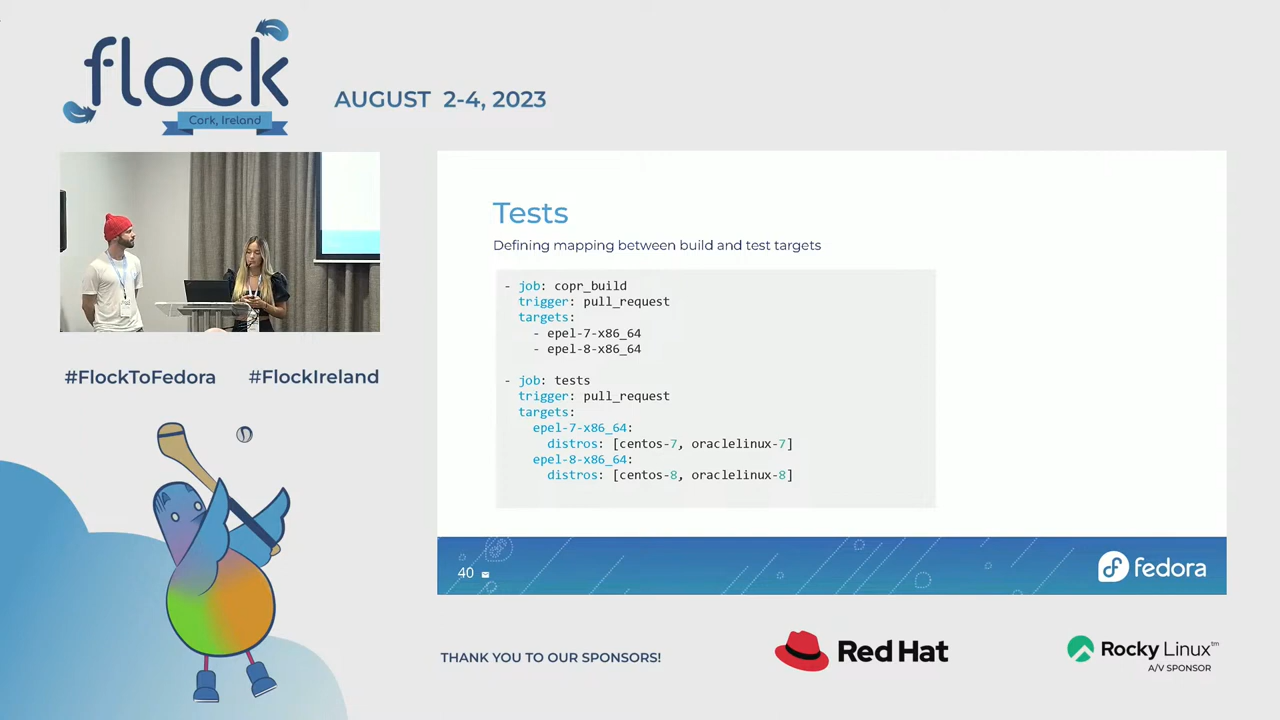 flock
Cork, Ireland
AUGUST 2-4, 2023
Tests
Defining mapping between build and test targets
- job: copr_build
trigger: pull_request
targets:
- epel-7-x86_64
- epel-8-x86_64
- job: tests
trigger: pull_request
targets:
epel-7-x86_64:
distros: [centos-7, oraclelinux-7]
epel-8-x86_64:
distros: [centos-8, oraclelinux-8]
40
fedora
#FlockToFedora #FlockIreland
THANK YOU TO OUR SPONSORS!
Red Hat
Rocky Linux™
A/V SPONSOR